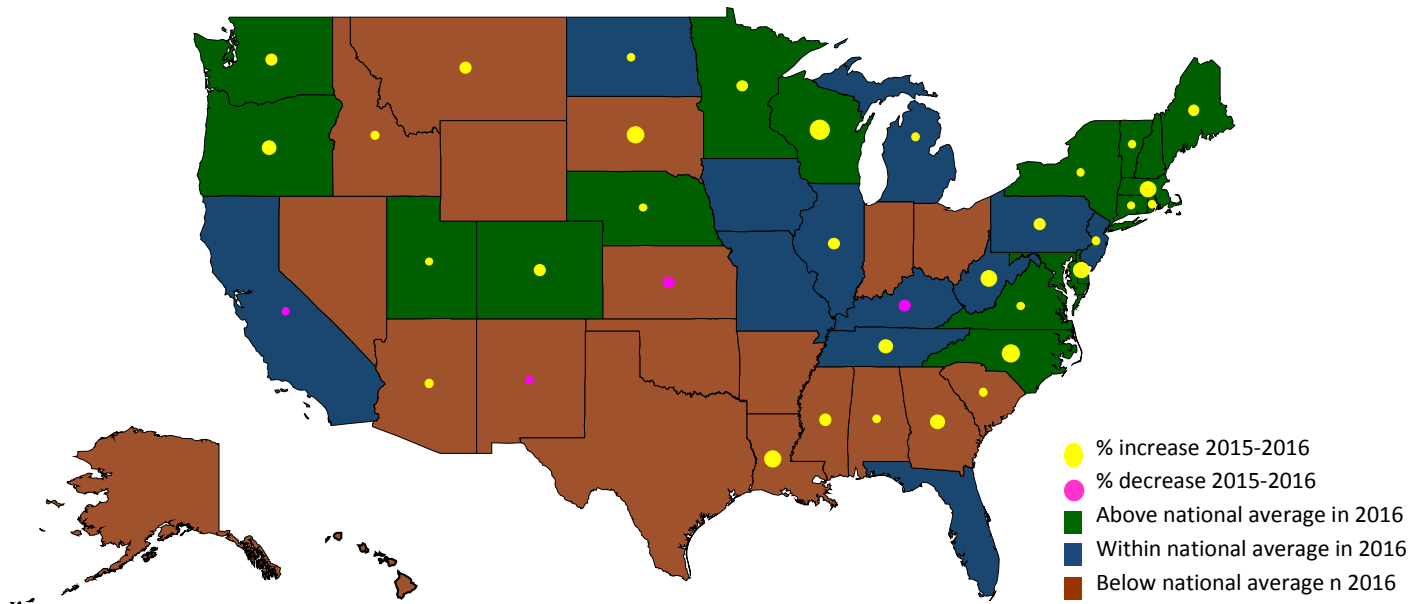 % increase 2015-2016
% decrease 2015-2016
Above national average in 2016
Within national average in 2016
Below national average n 2016